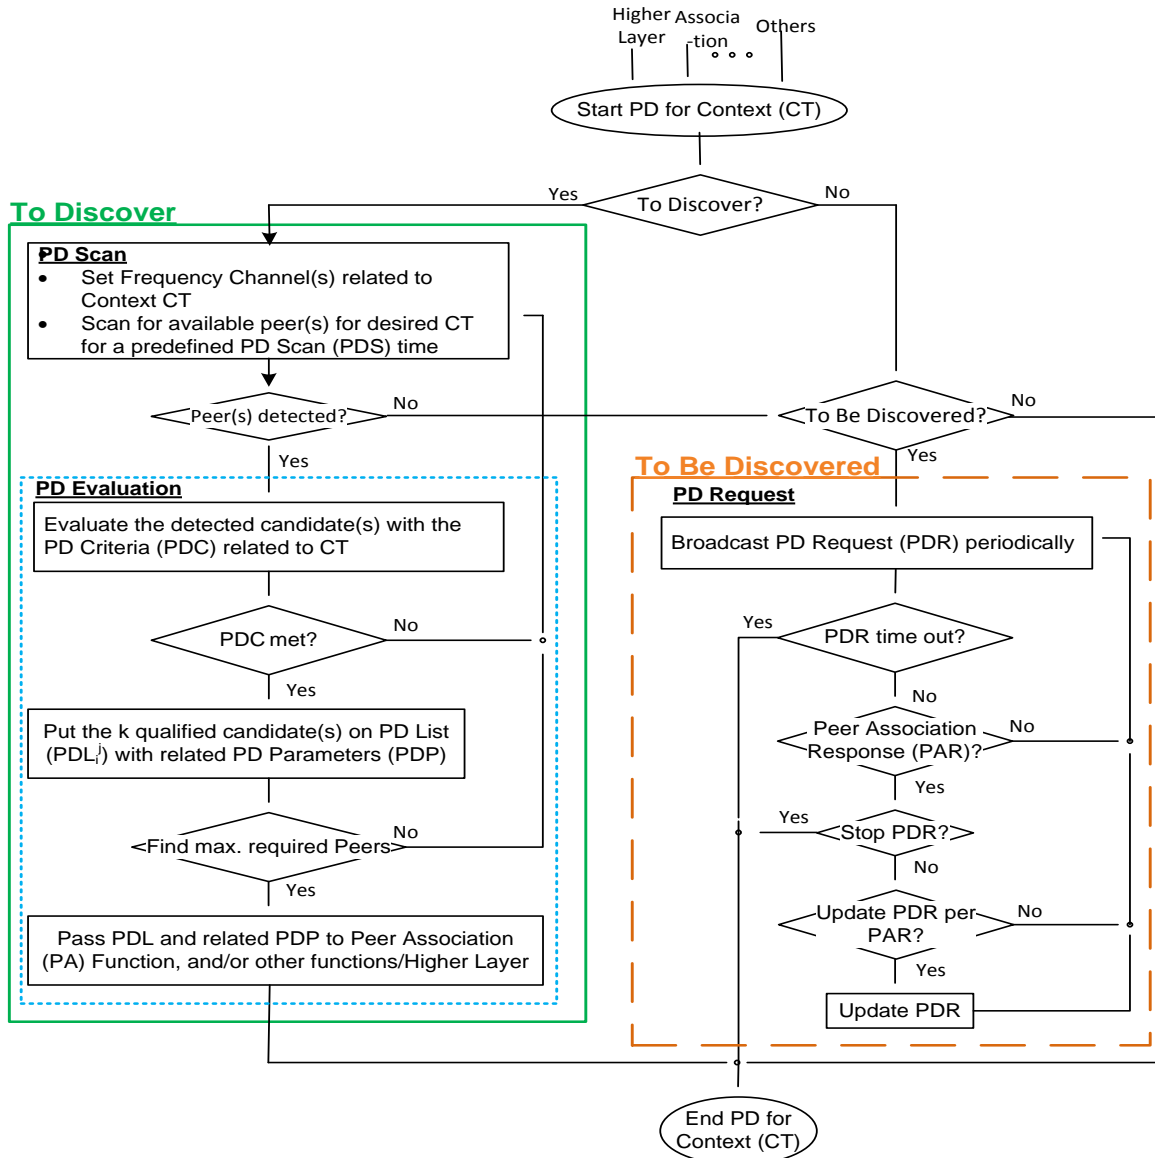 Higher
Layer
Associa
-tion
Others
Start PD for Context (CT)
To Discover?
Yes
No
To Discover
PD Scan
• Set Frequency Channel(s) related to
Context CT
• Scan for available peer(s) for desired CT
for a predefined PD Scan (PDS) time
Peer(s) detected?
No
Yes
To Be Discovered?
No
Yes
PD Evaluation
Evaluate the detected candidate(s) with the
PD Criteria (PDC) related to CT
PDC met?
No
Yes
Put the k qualified candidate(s) on PD List
(PDLᵢʲ) with related PD Parameters (PDP)
<Find max. required Peers
No
Yes
Pass PDL and related PDP to Peer Association
(PA) Function, and/or other functions/Higher Layer
To Be Discovered
PD Request
Broadcast PD Request (PDR) periodically
PDR time out?
Yes
No
Peer Association
Response (PAR)?
No
Yes
Stop PDR?
Yes
No
Update PDR per
PAR?
No
Yes
Update PDR
End PD for
Context (CT)